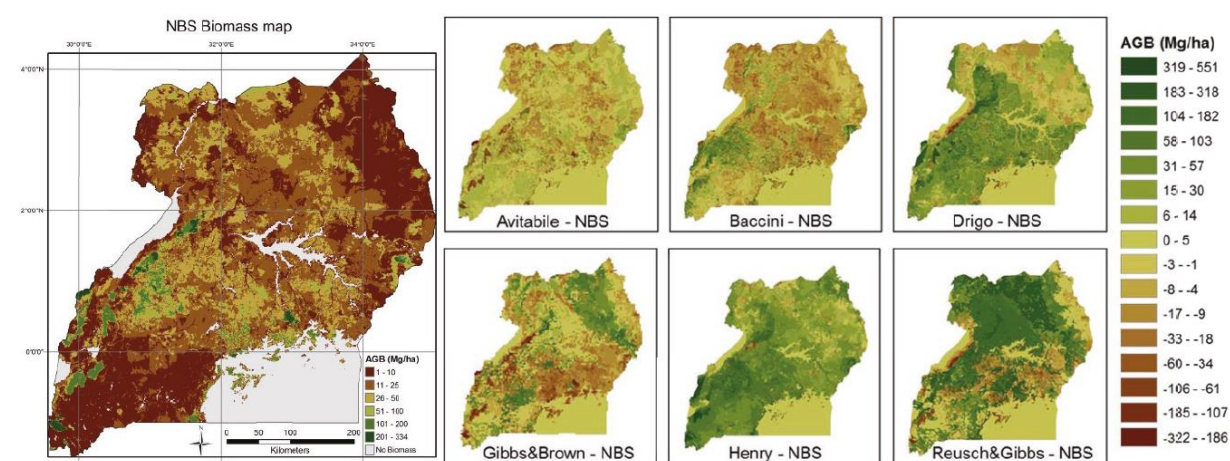 NBS Biomass map
30°0'0"E
32°0'0"E
34°0'0"E
4°0'0"N
2°0'0"N
0°0'0"
AGB (Mg/ha)
1 - 10
11 - 25
26 - 50
51 - 100
101 - 200
201 - 334
No Biomass
N
0 50 100 200
Kilometers
Avitabile - NBS
Baccini - NBS
Drigo - NBS
Gibbs&Brown - NBS
Henry - NBS
Reusch&Gibbs - NBS
AGB (Mg/ha)
319 - 551
183 - 318
104 - 182
58 - 103
31 - 57
15 - 30
6 - 14
0 - 5
-3 - -1
-8 - -4
-17 - -9
-33 - -18
-60 - -34
-106 - -61
-185 - -107
-322 - -186